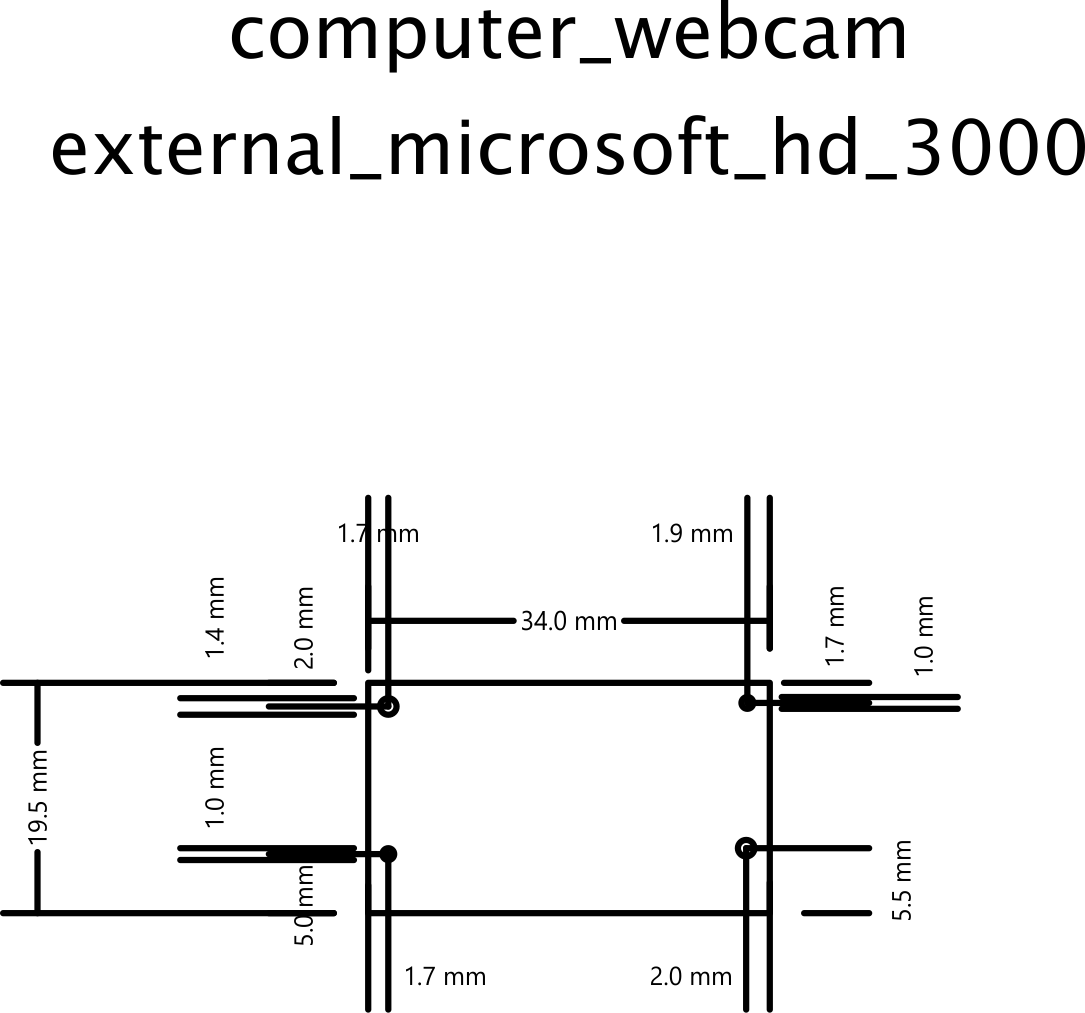 computer_webcam
external_microsoft_hd_3000
1.7 mm
1.9 mm
1.4 mm
2.0 mm
34.0 mm
1.7 mm
1.0 mm
19.5 mm
1.0 mm
5.0 mm
5.5 mm
1.7 mm
2.0 mm